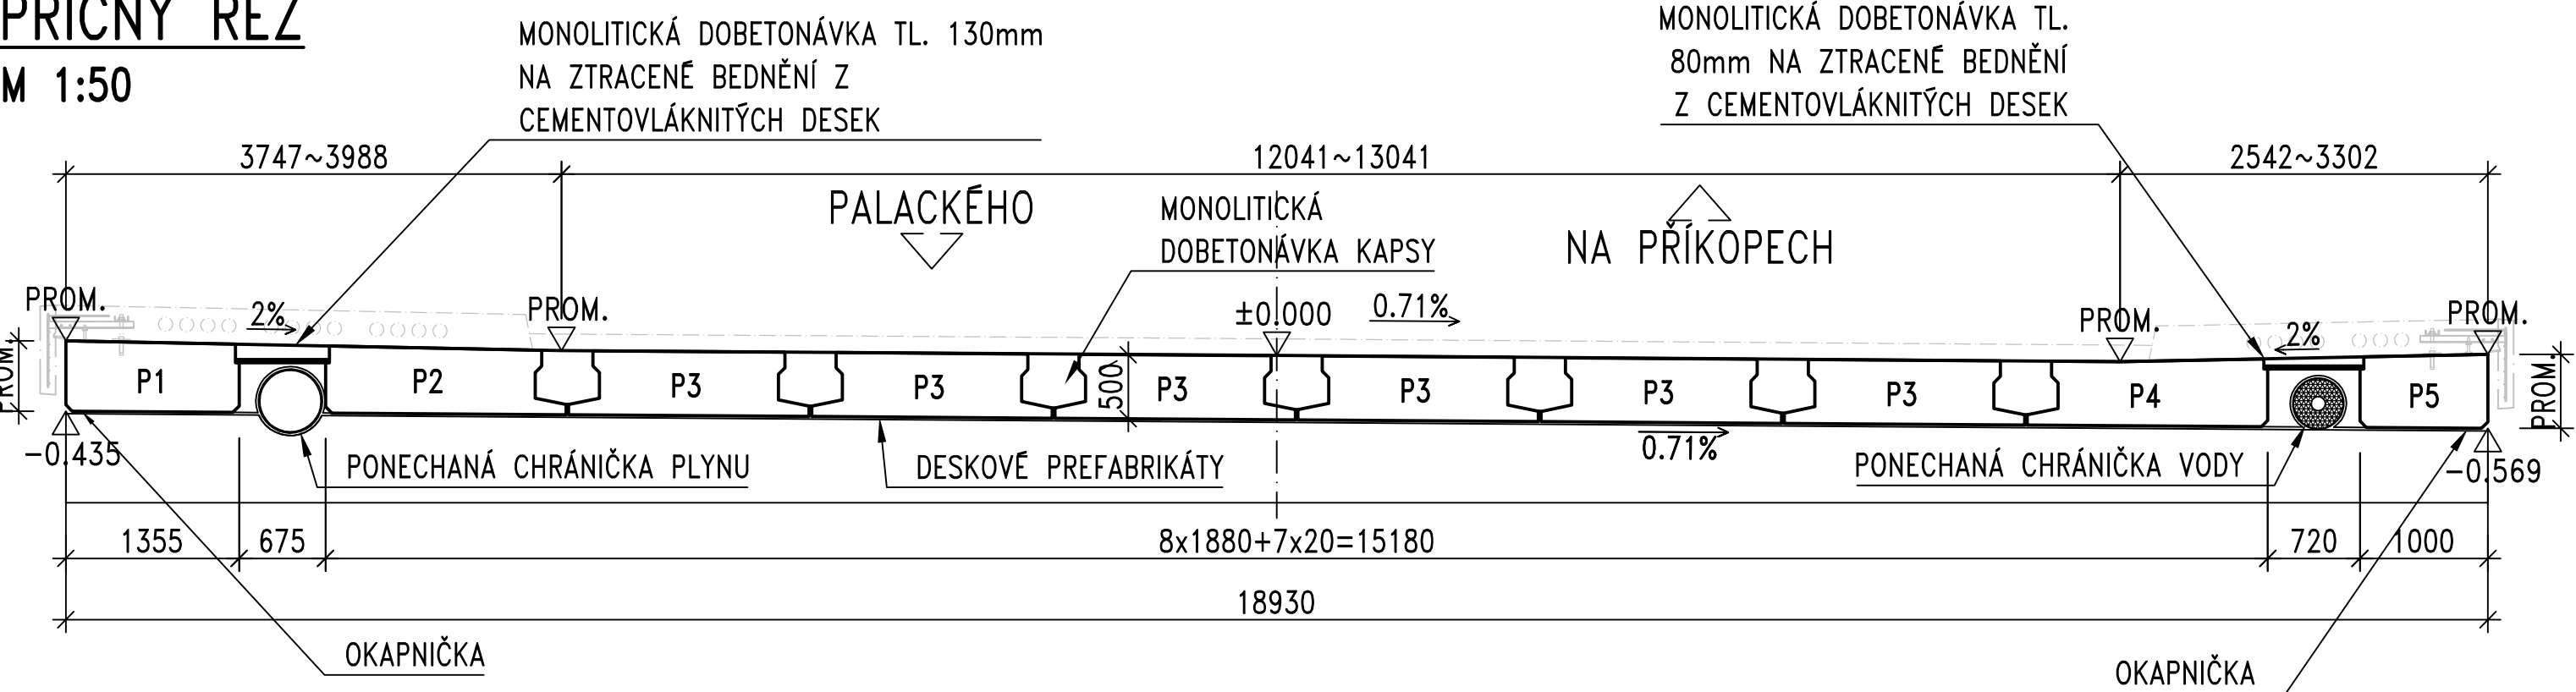 PŘÍČNÝ ŘEZ
M 1:50
MONOLITICKÁ DOBETONÁVKA TL. 130mm
NA ZTRACENÉ BEDNĚNÍ Z
CEMENTOVLÁKNITÝCH DESEK
MONOLITICKÁ DOBETONÁVKA TL.
80mm NA ZTRACENÉ BEDNĚNÍ
Z CEMENTOVLÁKNITÝCH DESEK
3747~3988
12041~13041
2542~3302
PALACKÉHO
MONOLITICKÁ
DOBETONÁVKA KAPSY
NA PŘÍKOPECH
PROM.
2%
PROM.
±0.000
0.71%
PROM.
2%
PROM.
PROM.
P1
P2
P3
P3
500
P3
P3
P3
P3
P4
P5
PROM.
-0.435
PONECHANÁ CHRÁNIČKA PLYNU
DESKOVÉ PREFABRIKÁTY
0.71%
PONECHANÁ CHRÁNIČKA VODY
-0.569
1355
675
8x1880+7x20=15180
720
1000
18930
OKAPNIČKA
OKAPNIČKA